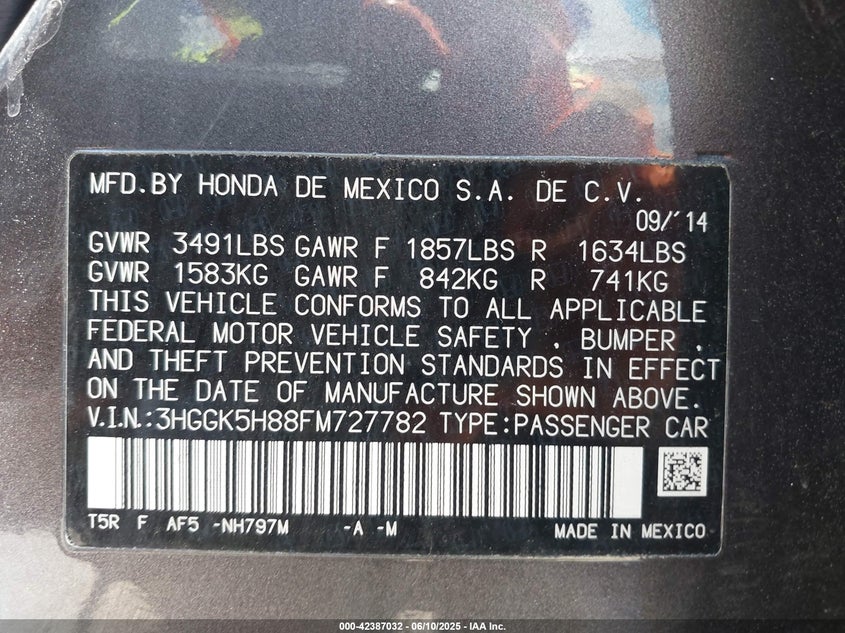 MFD.BY HONDA DE MEXICO S.A. DE C.V.
09/'14
GVWR 3491LBS GAWR F 1857LBS R 1634LBS
GVWR 1583KG GAWR F 842KG R 741KG
THIS VEHICLE CONFORMS TO ALL APPLICABLE
FEDERAL MOTOR VEHICLE SAFETY , BUMPER ,
AND THEFT PREVENTION STANDARDS IN EFFECT
ON THE DATE OF MANUFACTURE SHOWN ABOVE.
V.I.N.:3HGGK5H88FM727782 TYPE:PASSENGER CAR
T5R F AF5 -NH797M -A -M MADE IN MEXICO
000-42387032 - 06/10/2025 - IAA Inc.